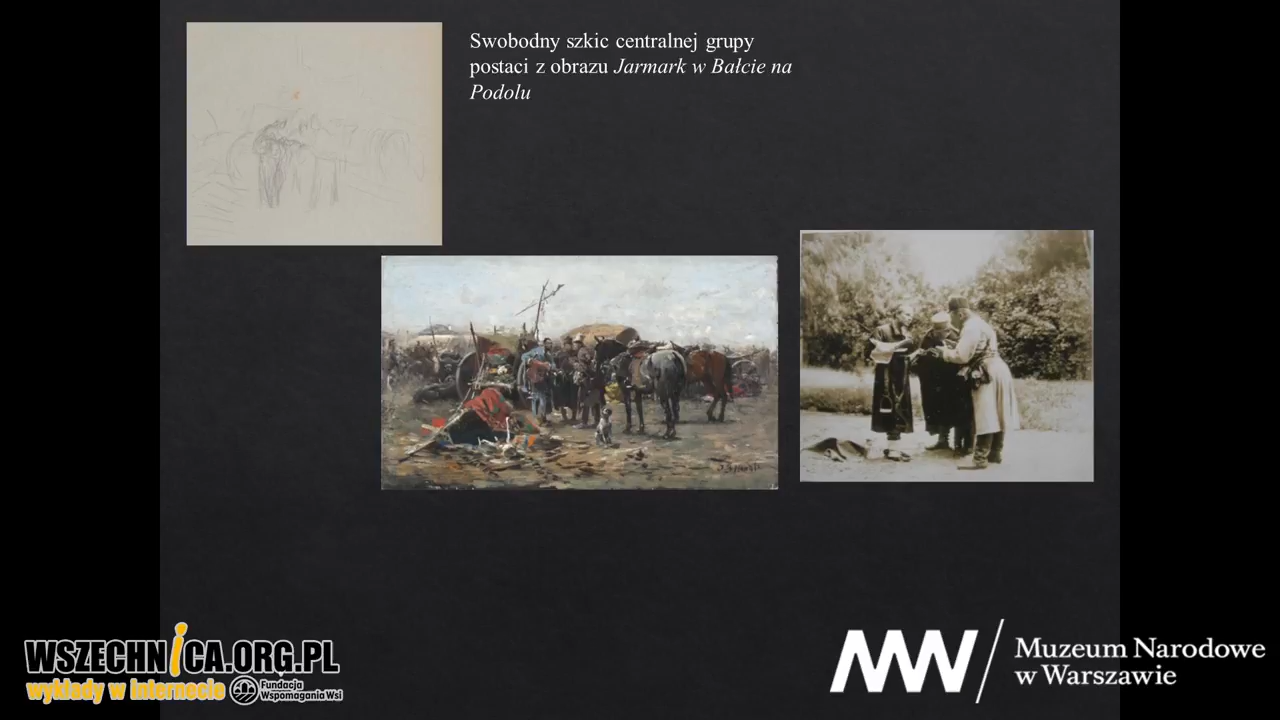 Swobodny szkic centralnej grupy
postaci z obrazu Jarmark w Bałcie na
Podolu
WSZECHNICA.ORG.PL
wykłady w internecie
Fundacja
Wspomagania Wsi
Muzeum Narodowe
w Warszawie